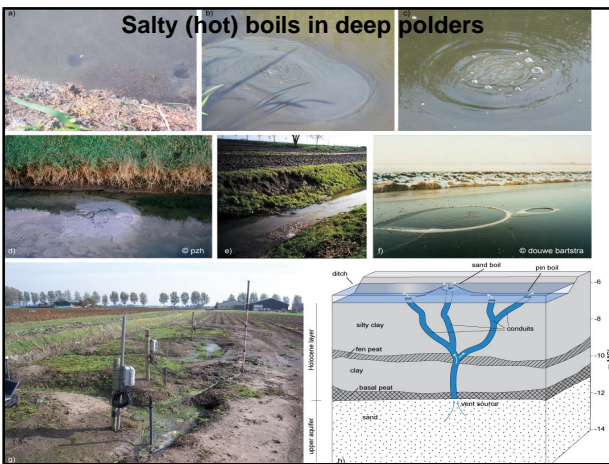 Salty (hot) boils in deep polders
a)
b)
c)
d)
© pzh
e)
f)
© douwe bartstra
g)
sand boil
ditch
pin boil
-6
-8
silty clay
conduits
Holocene layer
fen peat
-10
clay
basal peat
-12
vent source
upper aquifer
sand
-14
h)